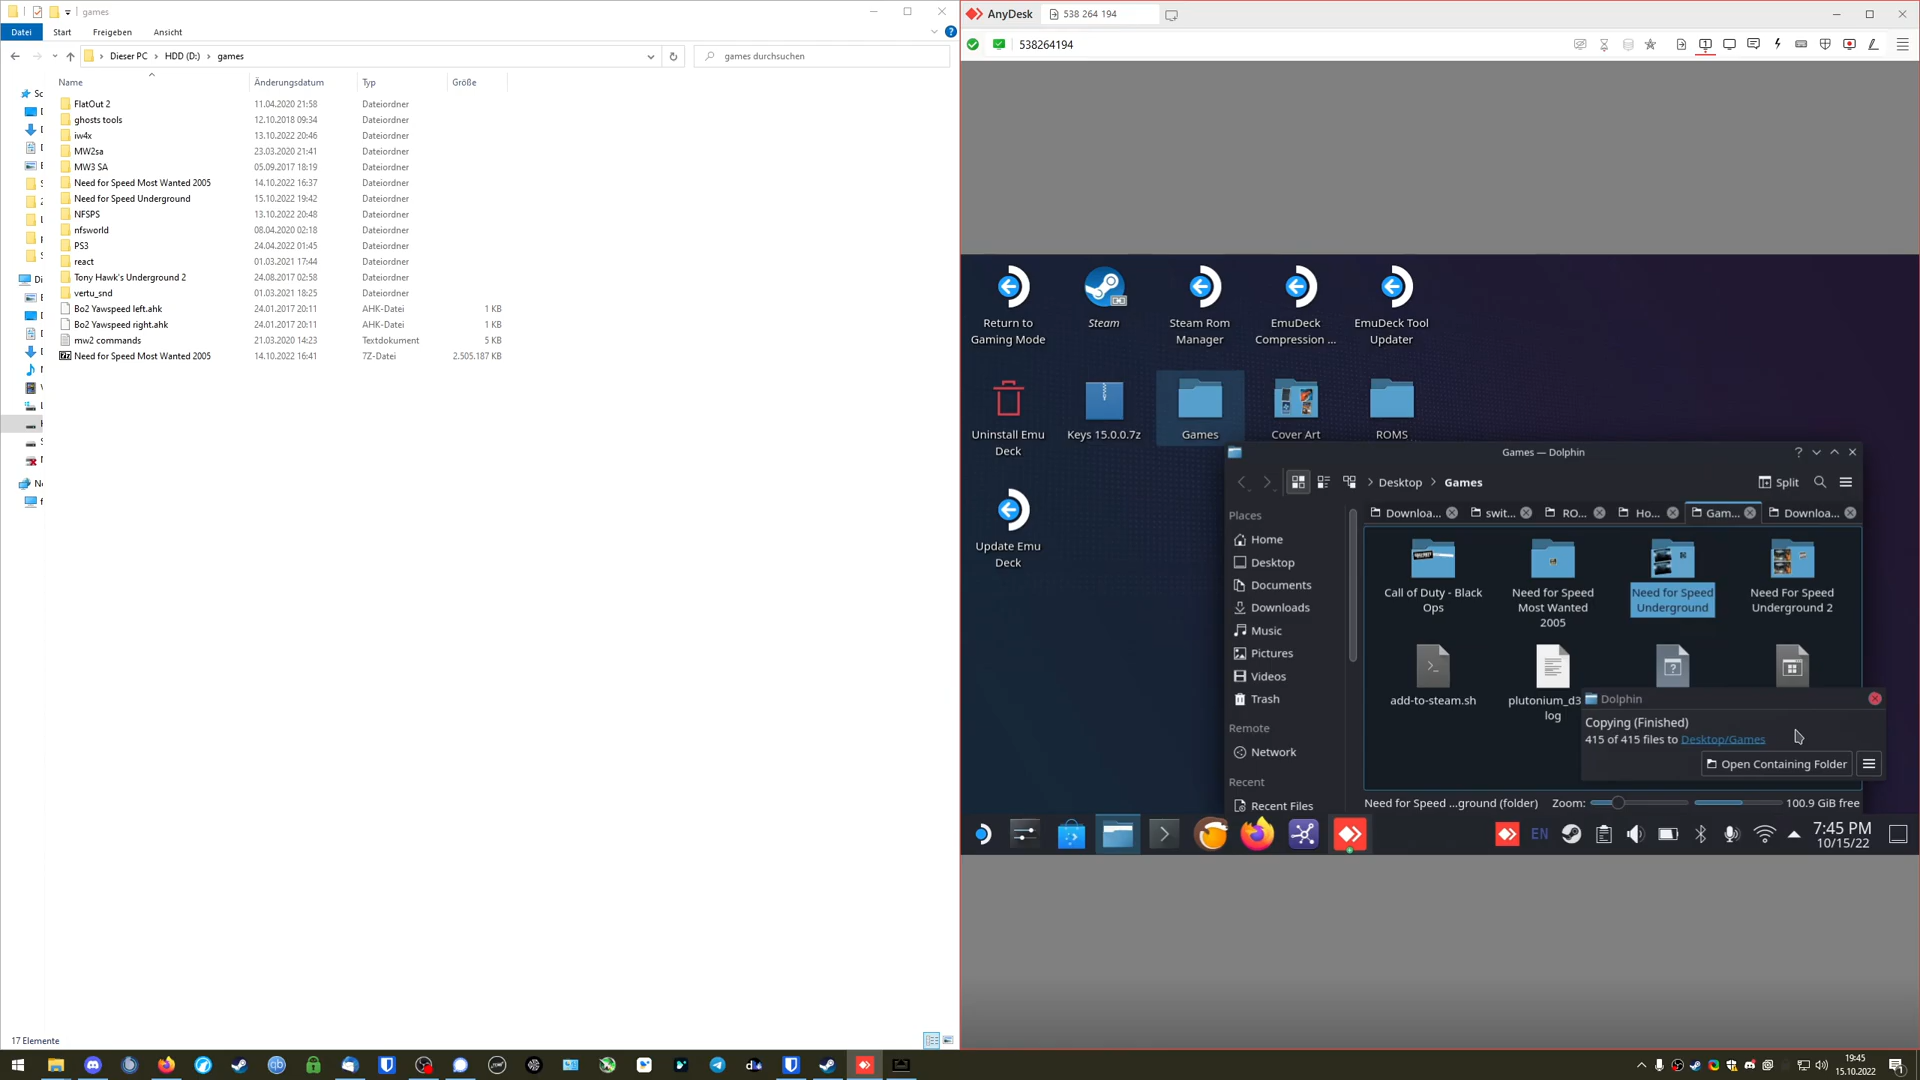 games
Datei Start Freigeben Ansicht
Dieser PC HDD (D:) games
games durchsuchen
Name Änderungsdatum Typ Größe
FlatOut 2 11.04.2020 21:58 Dateiordner
ghosts tools 12.10.2018 09:34 Dateiordner
iw4x 13.10.2022 20:46 Dateiordner
MW2sa 23.03.2020 21:41 Dateiordner
MW3 SA 05.09.2017 18:19 Dateiordner
Need for Speed Most Wanted 2005 14.10.2022 16:37 Dateiordner
Need for Speed Underground 15.10.2022 19:42 Dateiordner
NFSPS 13.10.2022 20:48 Dateiordner
nfsworld 08.04.2020 02:18 Dateiordner
PS3 24.04.2022 01:45 Dateiordner
react 01.03.2021 17:44 Dateiordner
Tony Hawk's Underground 2 24.08.2017 02:58 Dateiordner
vertu_snd 01.03.2021 18:25 Dateiordner
Bo2 Yawspeed left.ahk 24.01.2017 20:11 AHK-Datei 1 KB
Bo2 Yawspeed right.ahk 24.01.2017 20:11 AHK-Datei 1 KB
mw2 commands 21.03.2020 14:23 Textdokument 5 KB
Need for Speed Most Wanted 2005 14.10.2022 16:41 7Z-Datei 2.505.187 KB
17 Elemente
AnyDesk 538 264 194
538264194
Return to Gaming Mode
Steam
Steam Rom Manager
EmuDeck Compression ...
EmuDeck Tool Updater
Uninstall Emu Deck
Keys 15.0.0.7z
Games
Cover Art
ROMS
Update Emu Deck
Games — Dolphin
Desktop Games
Split
Downloa... swit... RO... Ho... Gam... Downloa...
Places
Home
Desktop
Documents
Downloads
Music
Pictures
Videos
Trash
Remote
Network
Recent
Recent Files
Call of Duty - Black Ops
Need for Speed Most Wanted 2005
Need for Speed Underground
Need For Speed Underground 2
add-to-steam.sh
plutonium_d3
log
Dolphin
Copying (Finished)
415 of 415 files to Desktop/Games
Open Containing Folder
Need for Speed ...ground (folder) Zoom: 100.9 GiB free
EN
7:45 PM
10/15/22
19:45
15.10.2022